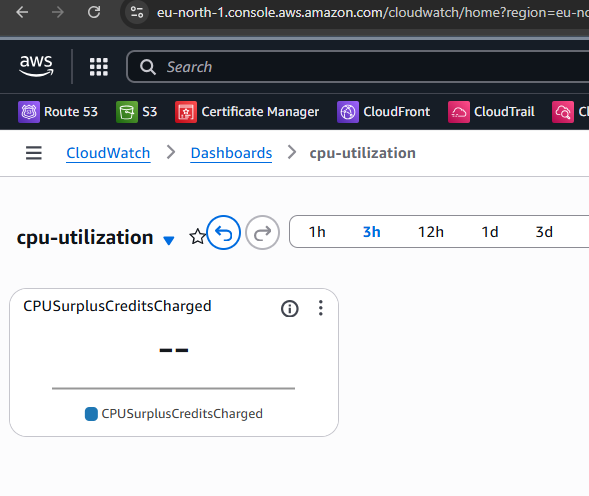 eu-north-1.console.aws.amazon.com/cloudwatch/home?region=eu-no
aws Search
Route 53 S3 Certificate Manager CloudFront CloudTrail
CloudWatch > Dashboards > cpu-utilization
cpu-utilization 1h 3h 12h 1d 3d
CPUSurplusCreditsCharged
--
CPUSurplusCreditsCharged